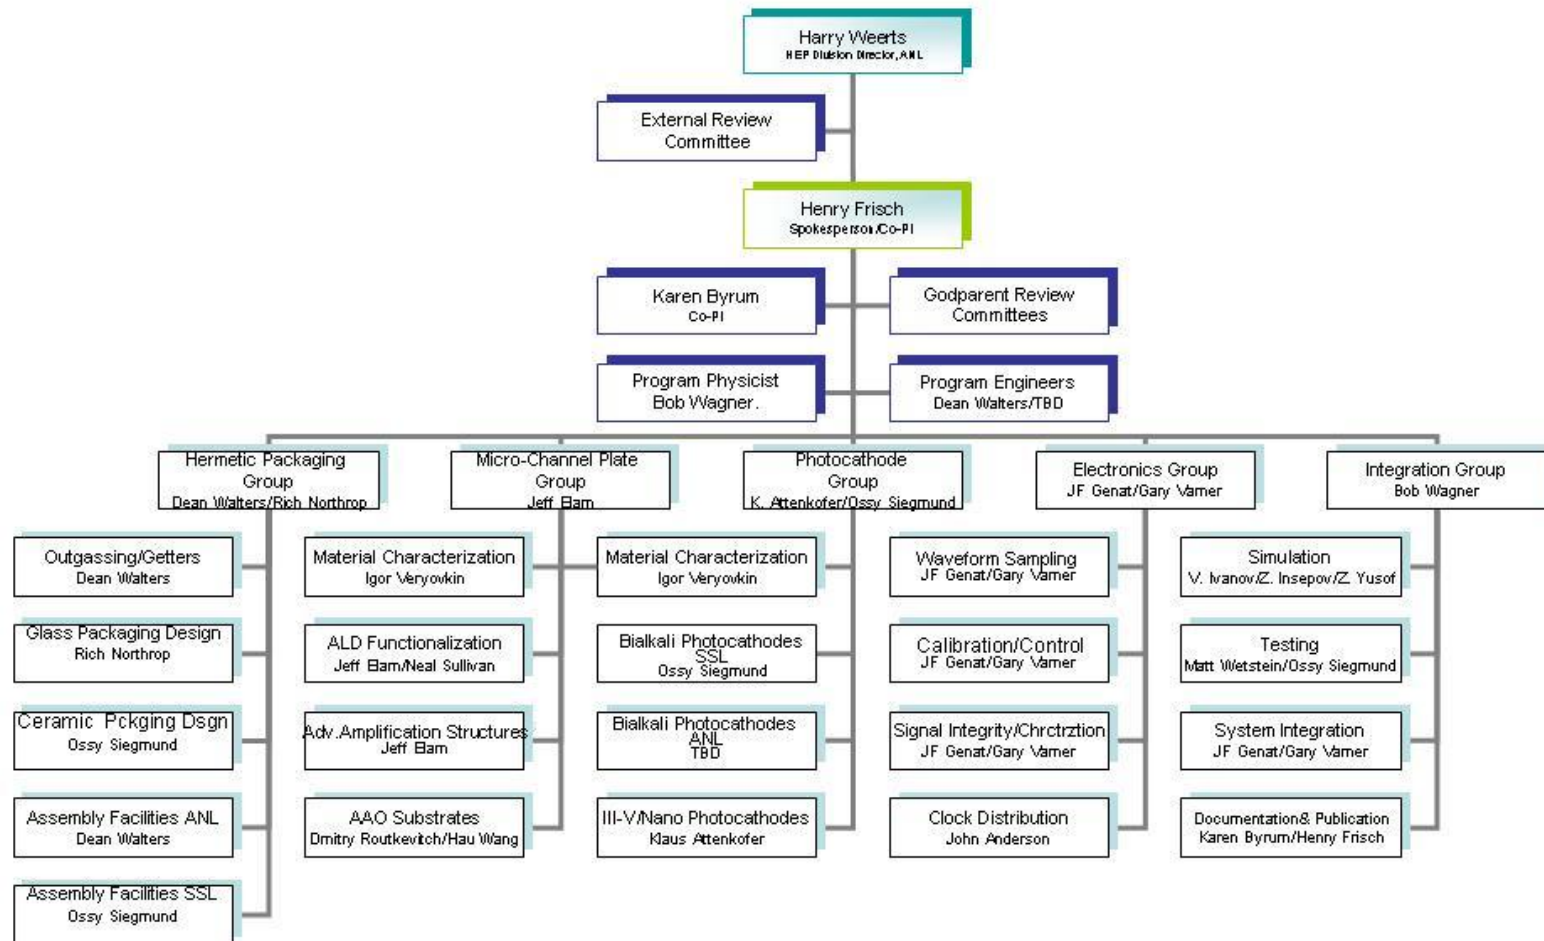 Harry Weerts
HEP Division Director, ANL
External Review
Committee
Henry Frisch
Spokesperson/Co-PI
Karen Byrum
Co-PI
Godparent Review
Committees
Program Physicist
Bob Wagner.
Program Engineers
Dean Walters/TBD
Hermetic Packaging
Group
Dean Walters/Rich Northrop
Micro-Channel Plate
Group
Jeff Elam
Photocathode
Group
K. Attenkofer/Ossy Siegmund
Electronics Group
JF Genat/Gary Varner
Integration Group
Bob Wagner
Outgassing/Getters
Dean Walters
Glass Packaging Design
Rich Northrop
Ceramic Pckging Dsgn
Ossy Siegmund
Assembly Facilities ANL
Dean Walters
Assembly Facilities SSL
Ossy Siegmund
Material Characterization
Igor Veryovkin
ALD Functionalization
Jeff Elam/Neal Sullivan
Adv.Amplification Structures
Jeff Elam
AAO Substrates
Dmitry Routkevitch/Hau Wang
Material Characterization
Igor Veryovkin
Bialkali Photocathodes
SSL
Ossy Siegmund
Bialkali Photocathodes
ANL
TBD
III-V/Nano Photocathodes
Klaus Attenkofer
Waveform Sampling
JF Genat/Gary Varner
Calibration/Control
JF Genat/Gary Varner
Signal Integrity/Chrctrztion
JF Genat/Gary Varner
Clock Distribution
John Anderson
Simulation
V. Ivanov/Z. Insepov/Z. Yusof
Testing
Matt Wetstein/Ossy Siegmund
System Integration
JF Genat/Gary Varner
Documentation& Publication
Karen Byrum/Henry Frisch